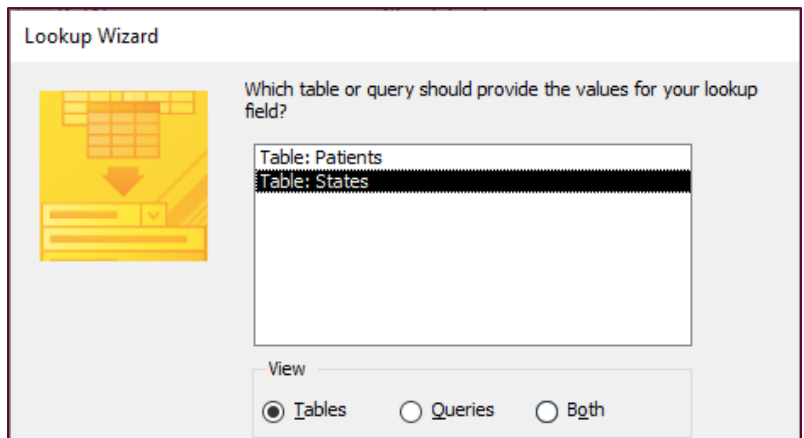 Lookup Wizard
Which table or query should provide the values for your lookup
field?
Table: Patients
Table: States
View
Tables
Queries
Both